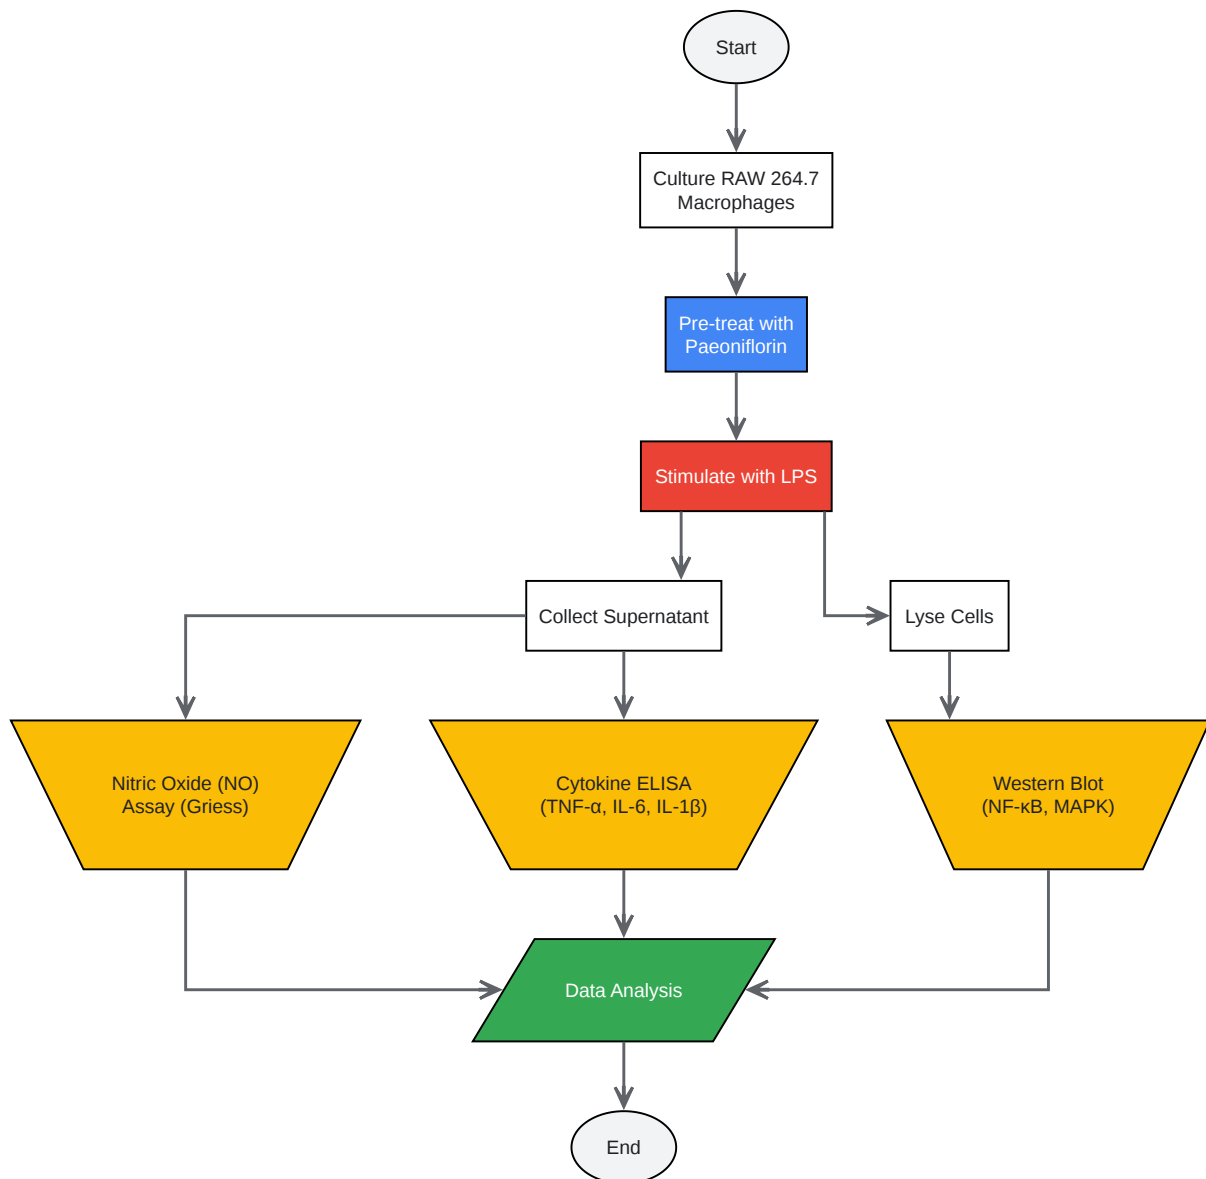 Start
Culture RAW 264.7
Macrophages
Pre-treat with
Paeoniflorin
Stimulate with LPS
Collect Supernatant
Lyse Cells
Nitric Oxide (NO)
Assay (Griess)
Cytokine ELISA
(TNF-α, IL-6, IL-1β)
Western Blot
(NF-κB, MAPK)
Data Analysis
End